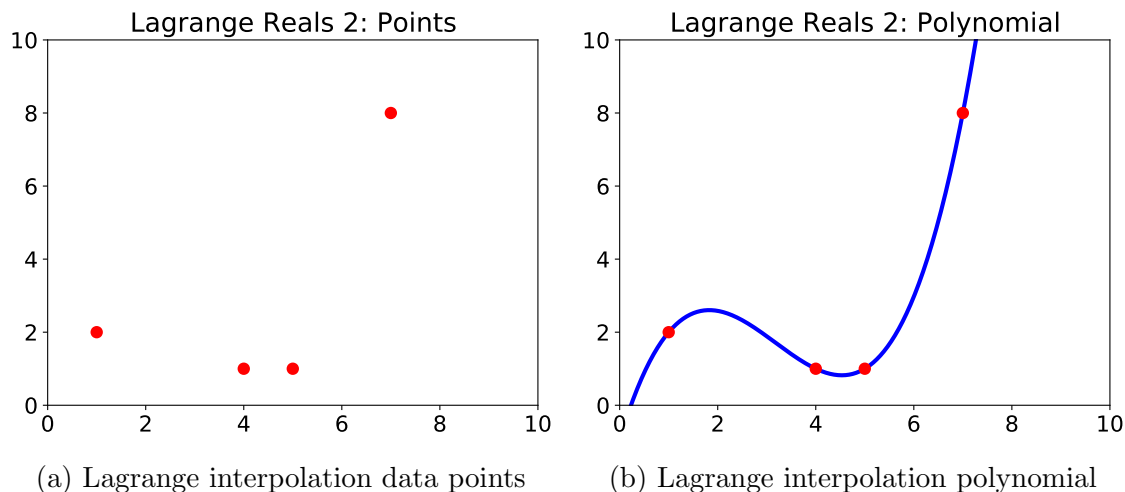 Lagrange Reals 2: Points
10
8
6
4
2
0
0 2 4 6 8 10
(a) Lagrange interpolation data points
Lagrange Reals 2: Polynomial
10
8
6
4
2
0
0 2 4 6 8 10
(b) Lagrange interpolation polynomial